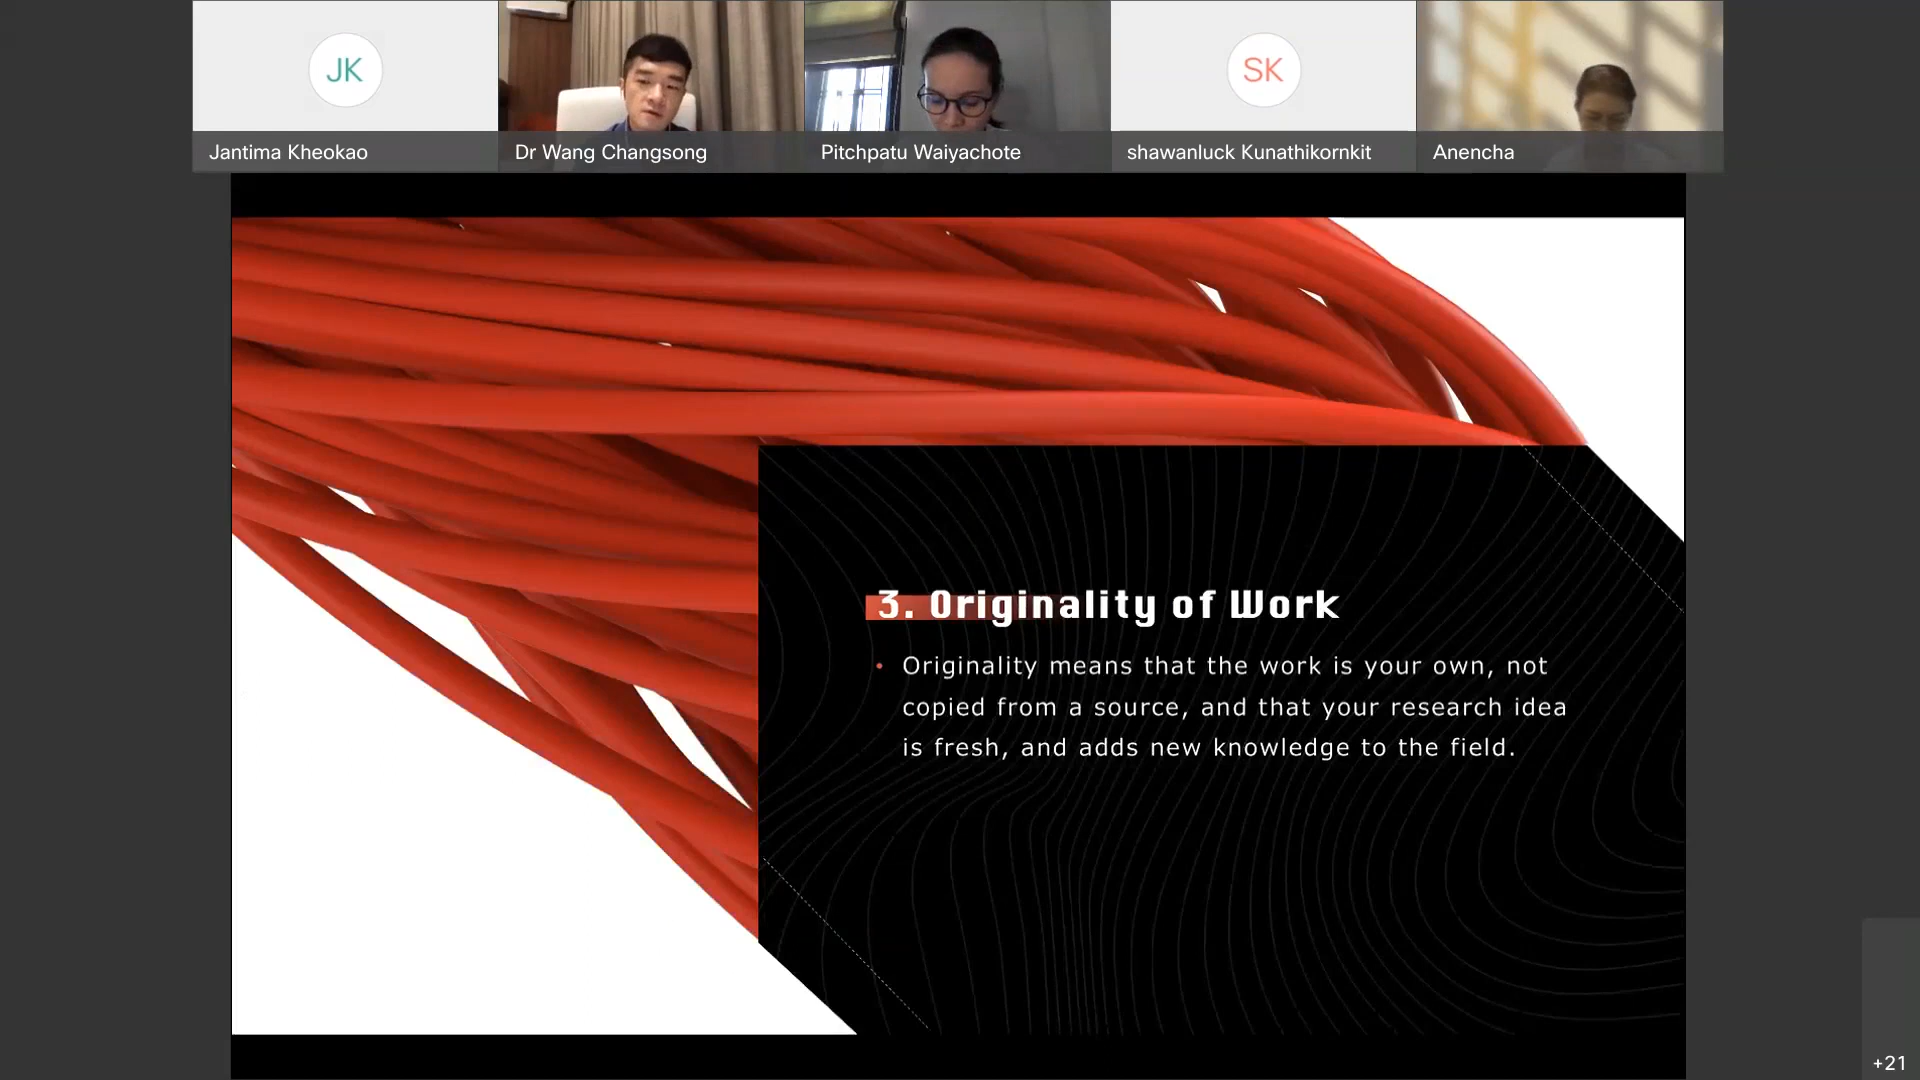 JK
SK
Jantima Kheokao
Dr Wang Changsong
Pitchpatu Waiyachote
shawanluck Kunathikornkit
Anencha
3. Originality of Work
• Originality means that the work is your own, not
copied from a source, and that your research idea
is fresh, and adds new knowledge to the field.
+21